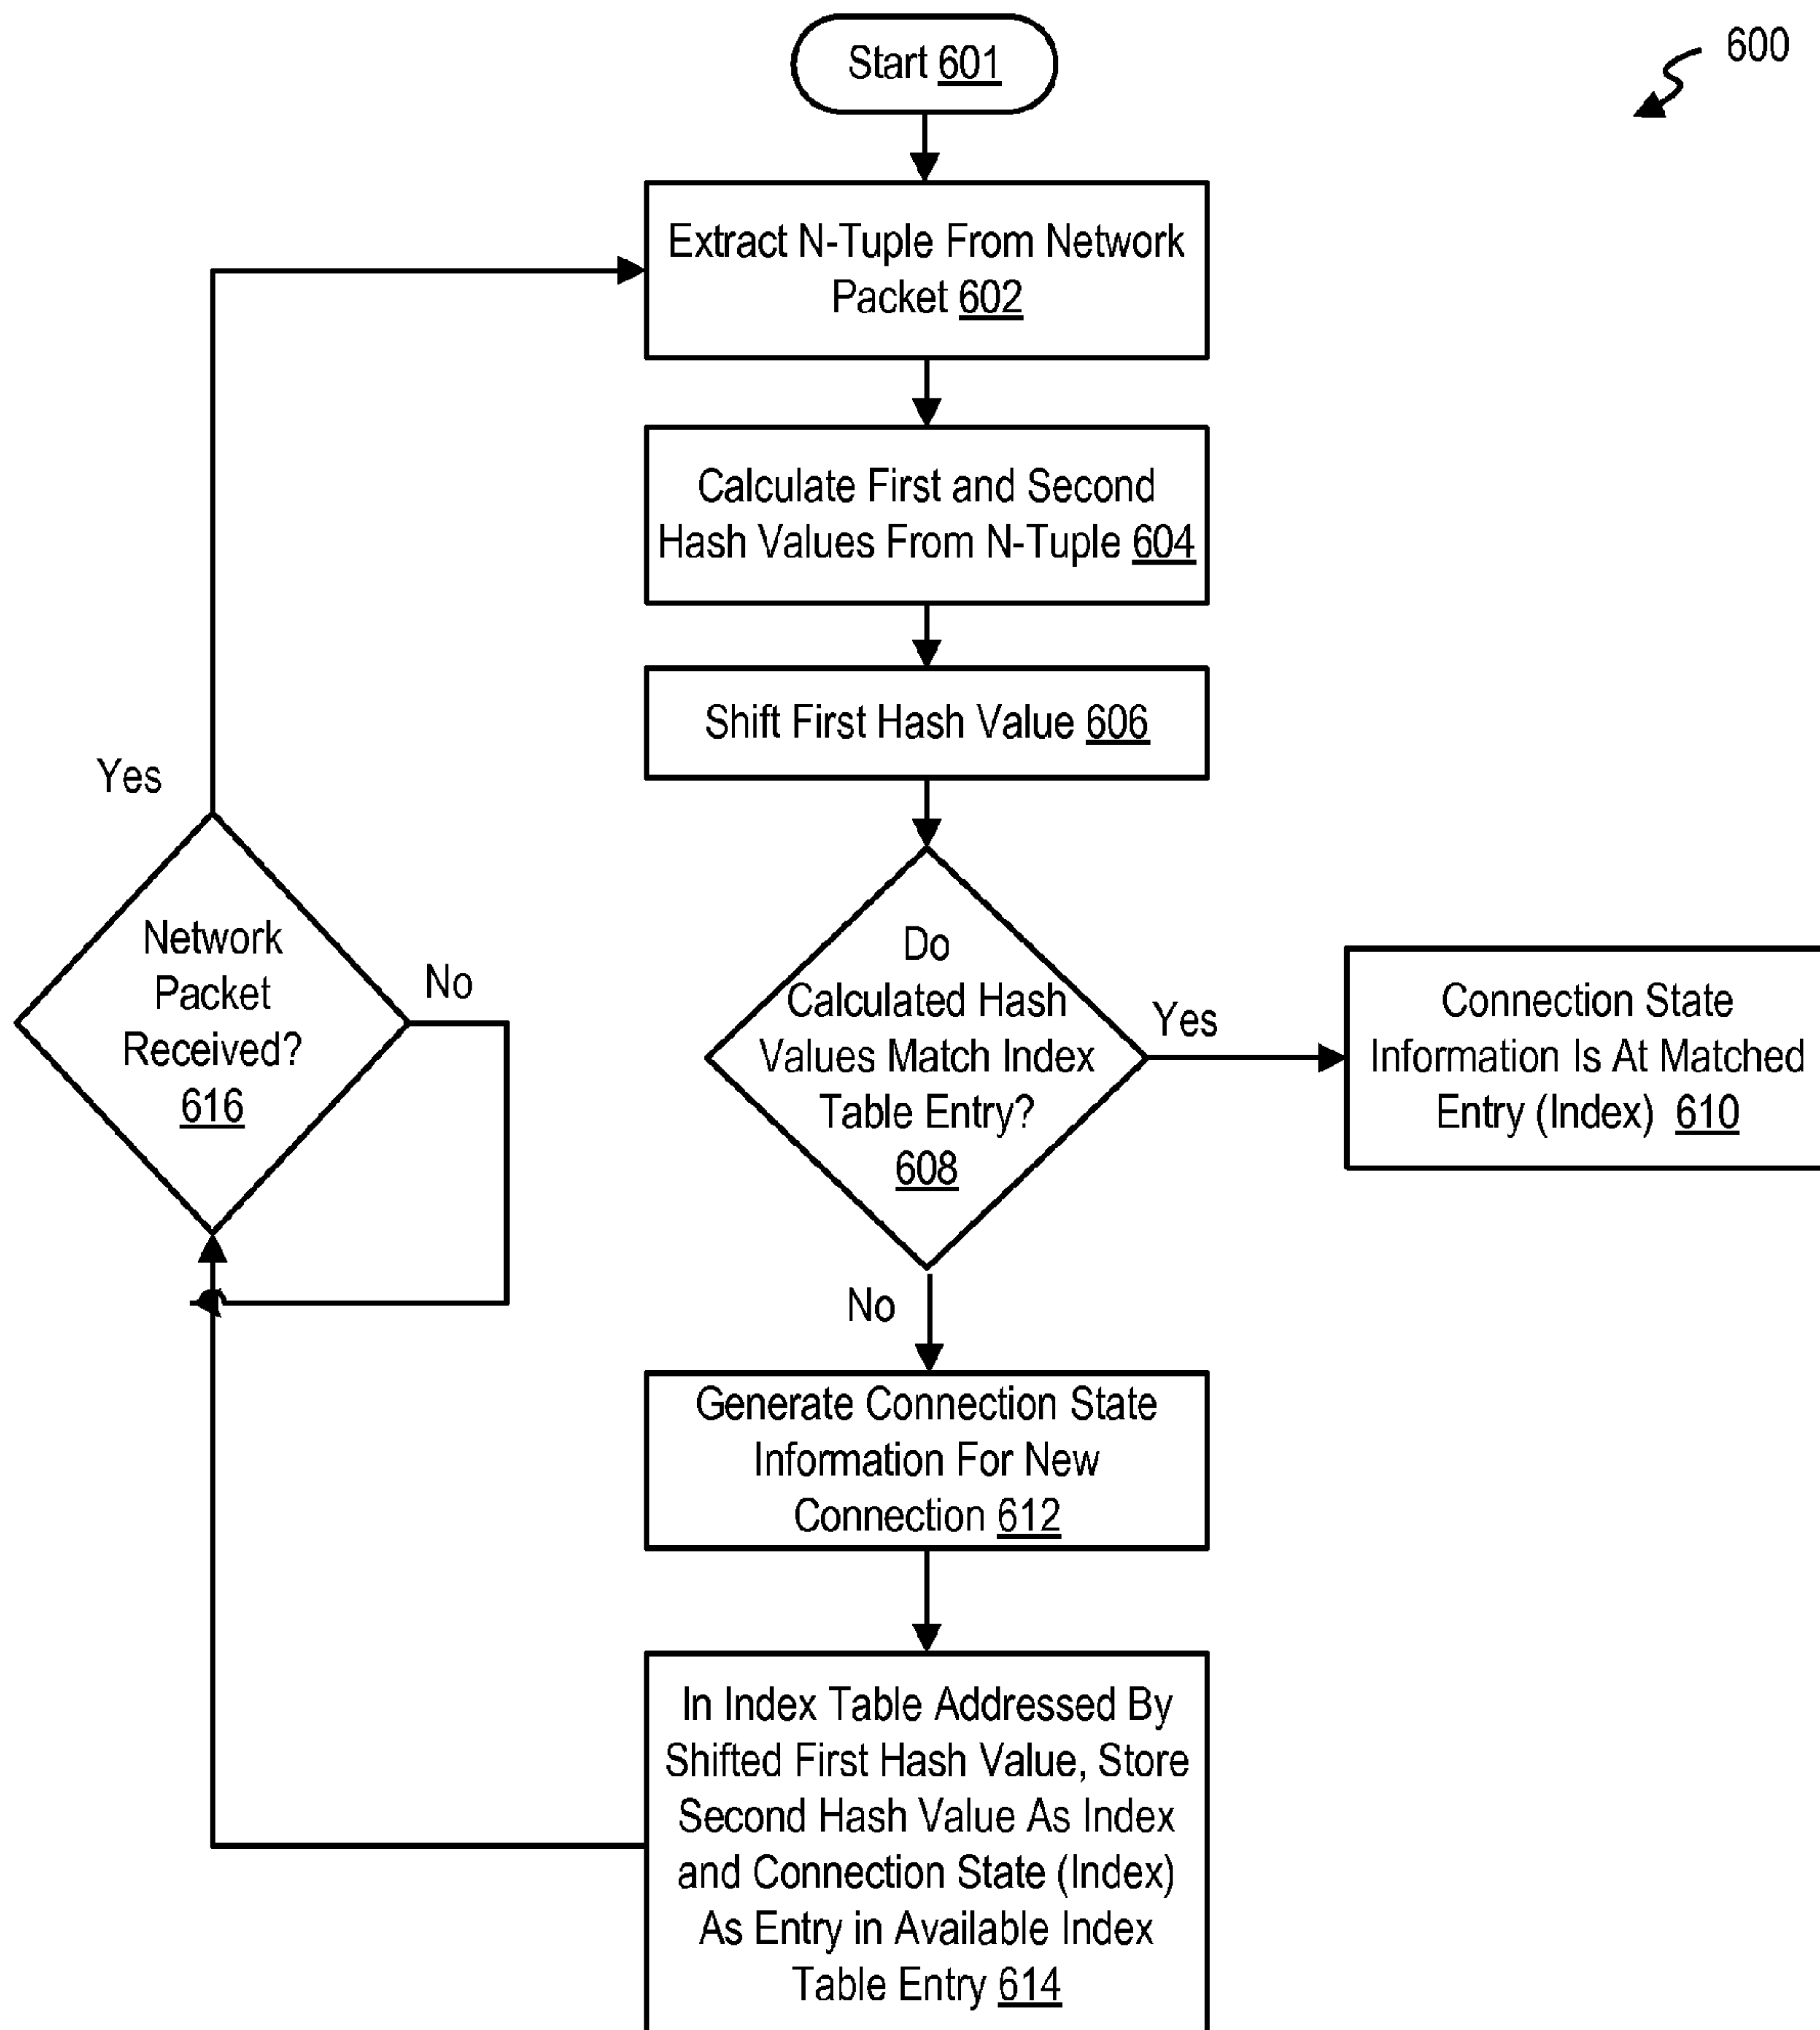 Start 601
600
Extract N-Tuple From Network
Packet 602
Calculate First and Second
Hash Values From N-Tuple 604
Shift First Hash Value 606
Yes
Network
Packet
Received?
616
No
Do
Calculated Hash
Values Match Index
Table Entry?
608
Yes
Connection State
Information Is At Matched
Entry (Index) 610
No
Generate Connection State
Information For New
Connection 612
In Index Table Addressed By
Shifted First Hash Value, Store
Second Hash Value As Index
and Connection State (Index)
As Entry in Available Index
Table Entry 614